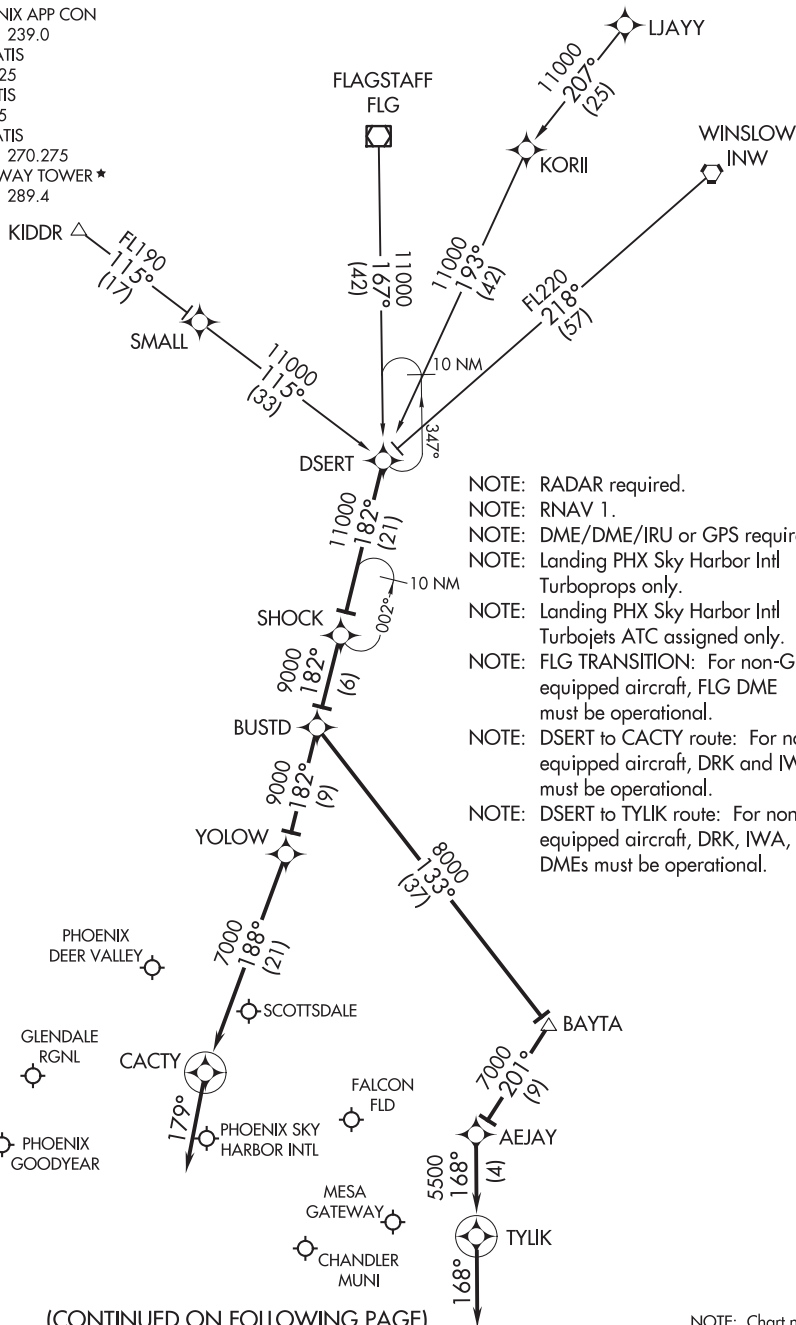 NIX APP CON
239.0
ATIS
25
TIS
5
ATIS
270.275
WAY TOWER★
289.4
LJAYY
11000
207°
(25)
FLAGSTAFF
FLG
KORII
WINSLOW
INW
KIDDR
FL190
115°
(17)
11000
167°
(42)
11000
193°
(42)
FL220
218°
(57)
SMALL
11000
115°
(33)
10 NM
347°
DSERT
11000
182°
(21)
NOTE: RADAR required.
NOTE: RNAV 1.
NOTE: DME/DME/IRU or GPS requir
NOTE: Landing PHX Sky Harbor Intl
Turboprops only.
NOTE: Landing PHX Sky Harbor Intl
Turbojets ATC assigned only.
NOTE: FLG TRANSITION: For non-G
equipped aircraft, FLG DME
must be operational.
NOTE: DSERT to CACTY route: For no
equipped aircraft, DRK and IW
must be operational.
NOTE: DSERT to TYLIK route: For non
equipped aircraft, DRK, IWA,
DMEs must be operational.
10 NM
002°
SHOCK
9000
182°
(6)
BUSTD
9000
182°
(9)
YOLOW
8000
133°
(37)
7000
188°
(21)
PHOENIX
DEER VALLEY
SCOTTSDALE
BAYTA
GLENDALE
RGNL
CACTY
7000
201°
(9)
FALCON
FLD
179°
PHOENIX SKY
HARBOR INTL
AEJAY
PHOENIX
GOODYEAR
5500
168°
(4)
MESA
GATEWAY
TYLIK
CHANDLER
MUNI
168°
(CONTINUED ON FOLLOWING PAGE)
NOTE: Chart n